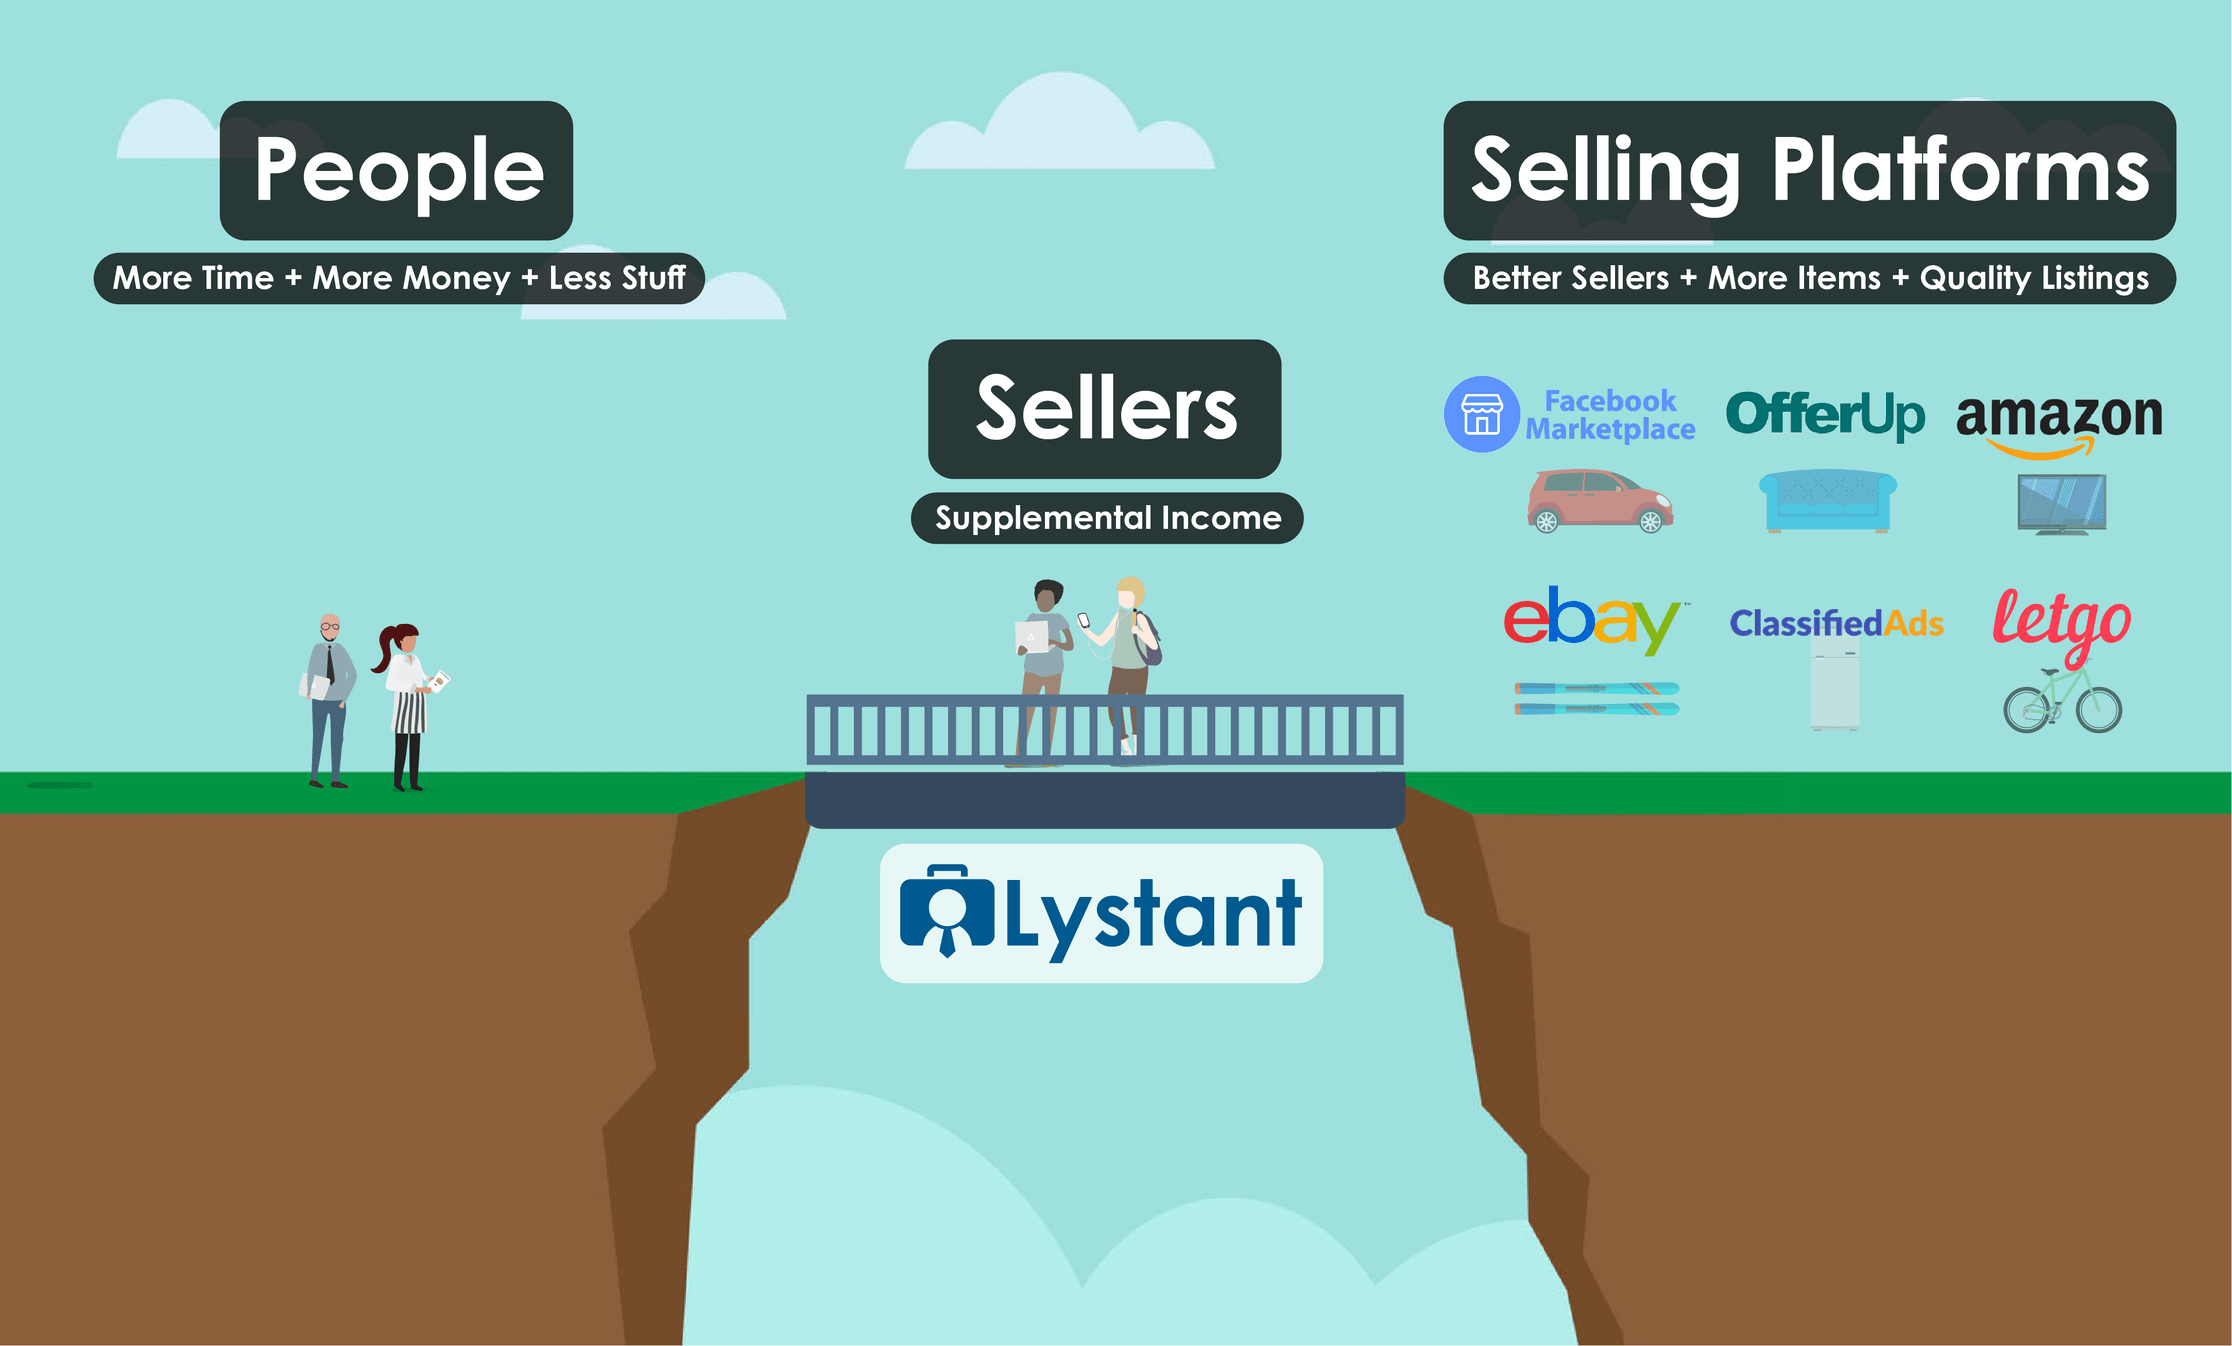 People
More Time + More Money + Less Stuff
Sellers
Supplemental Income
Selling Platforms
Better Sellers + More Items + Quality Listings
Facebook
Marketplace
OfferUp
amazon
ebay™
ClassifiedAds
letgo
Lystant